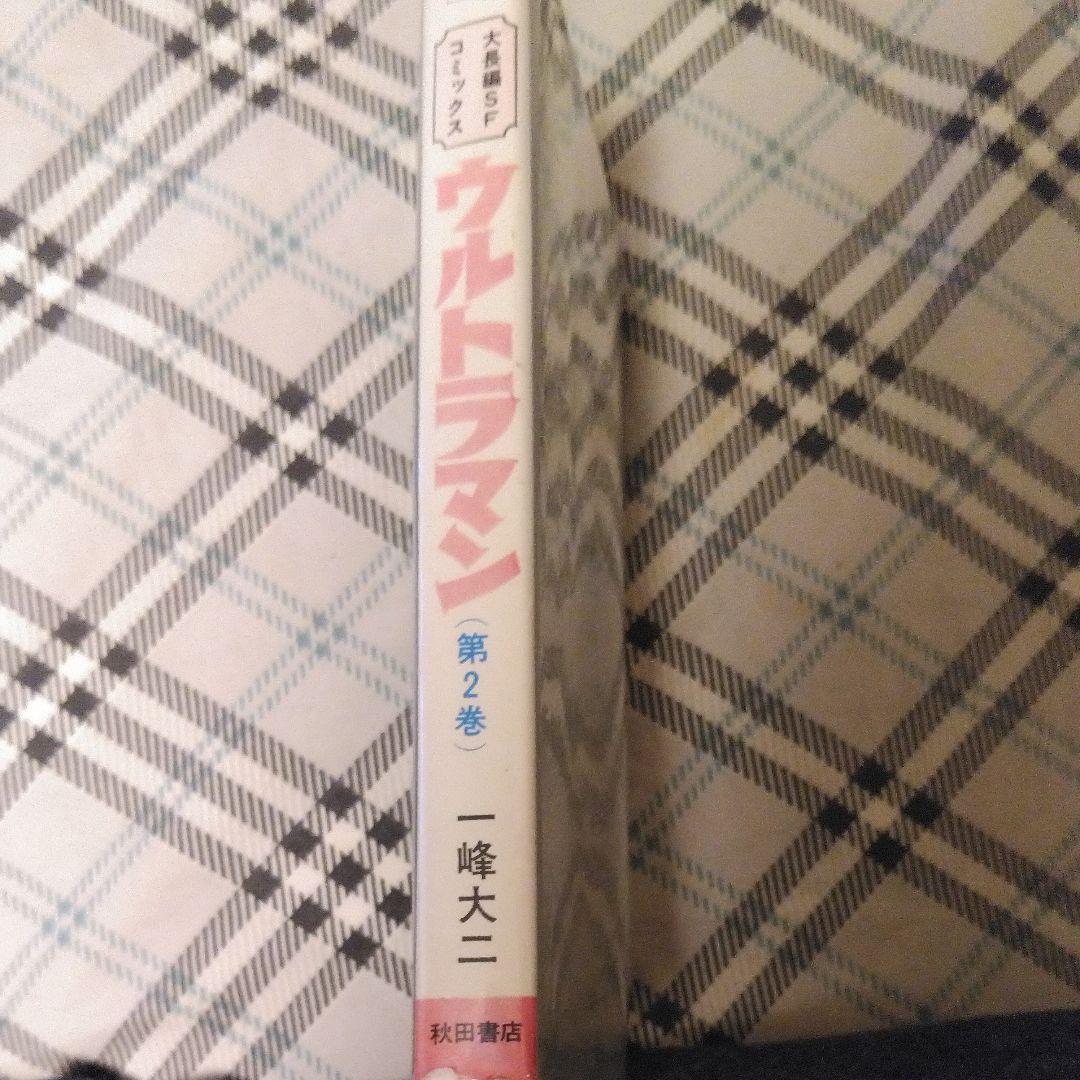 大長編SF
コミックス
ウルトラマン
(第2巻)
一峰大二
秋田書店